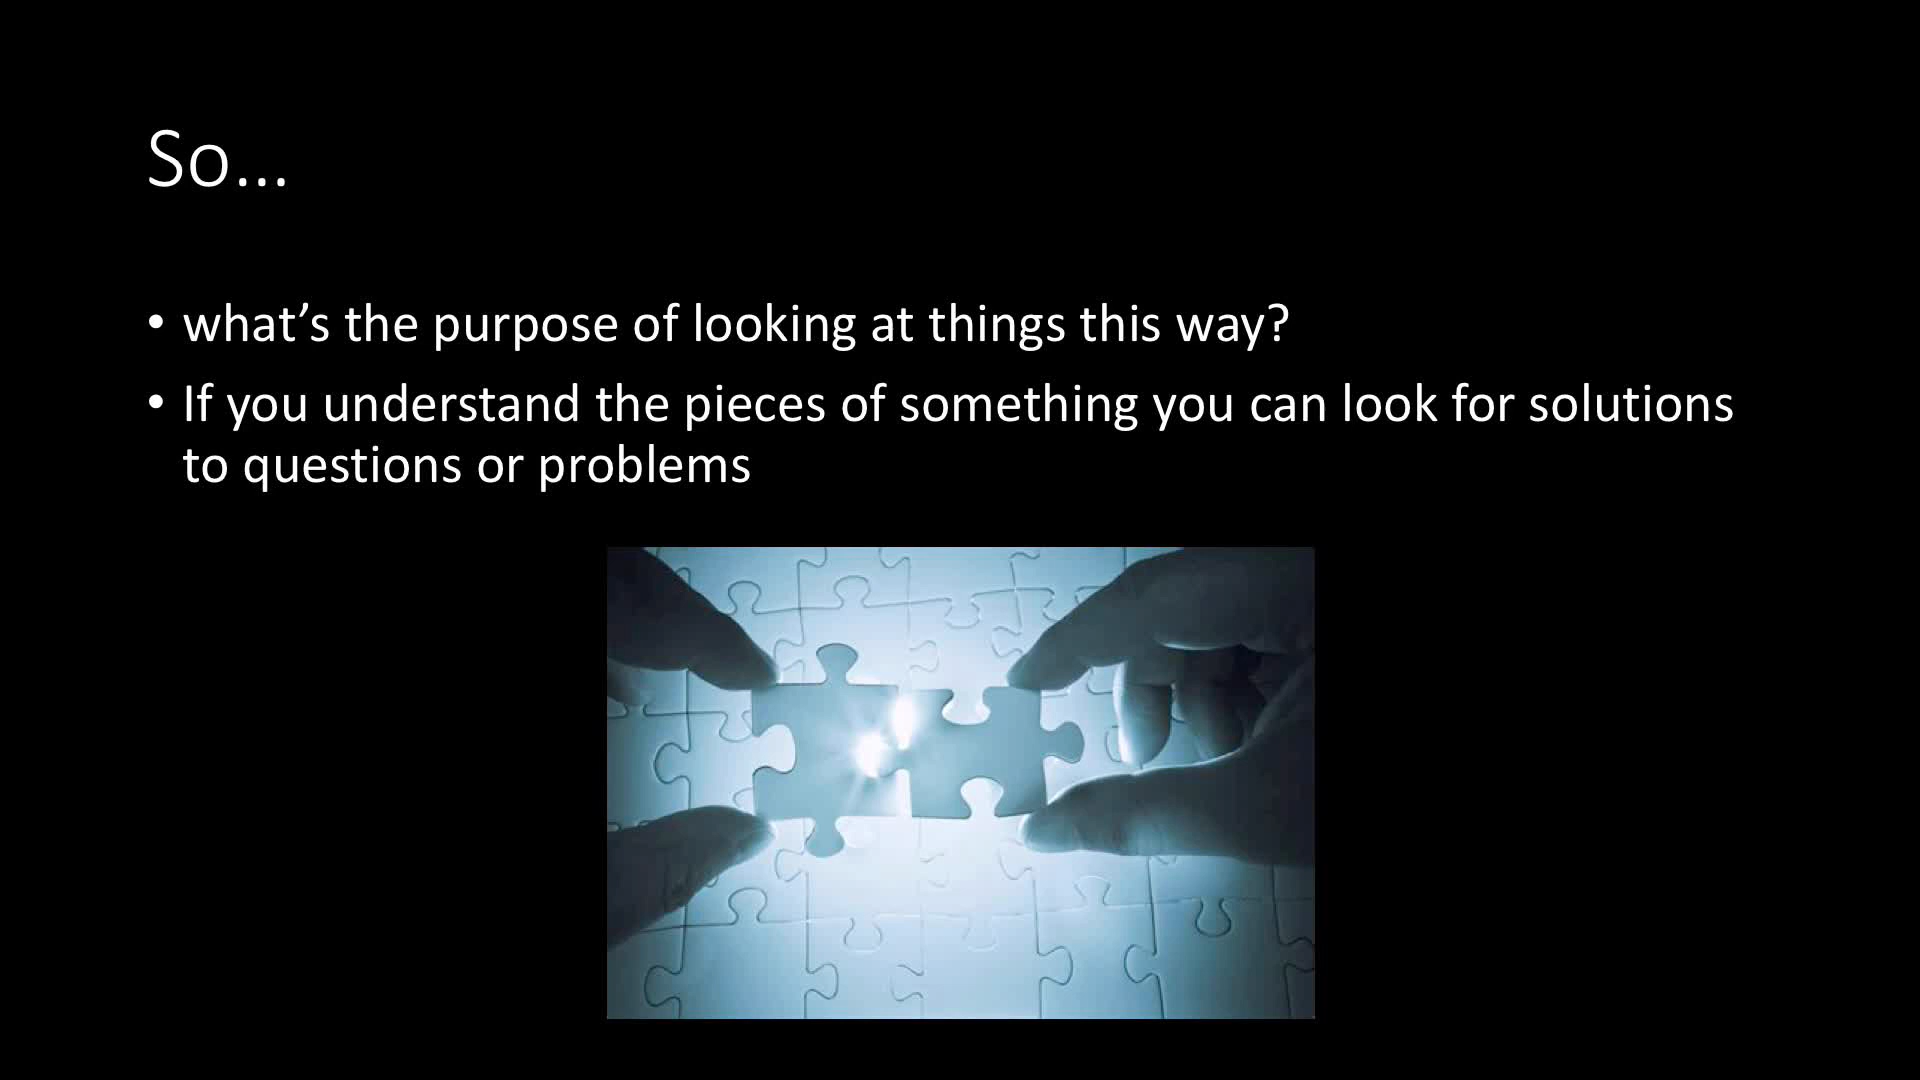 So...
• what’s the purpose of looking at things this way?
• If you understand the pieces of something you can look for solutions
to questions or problems